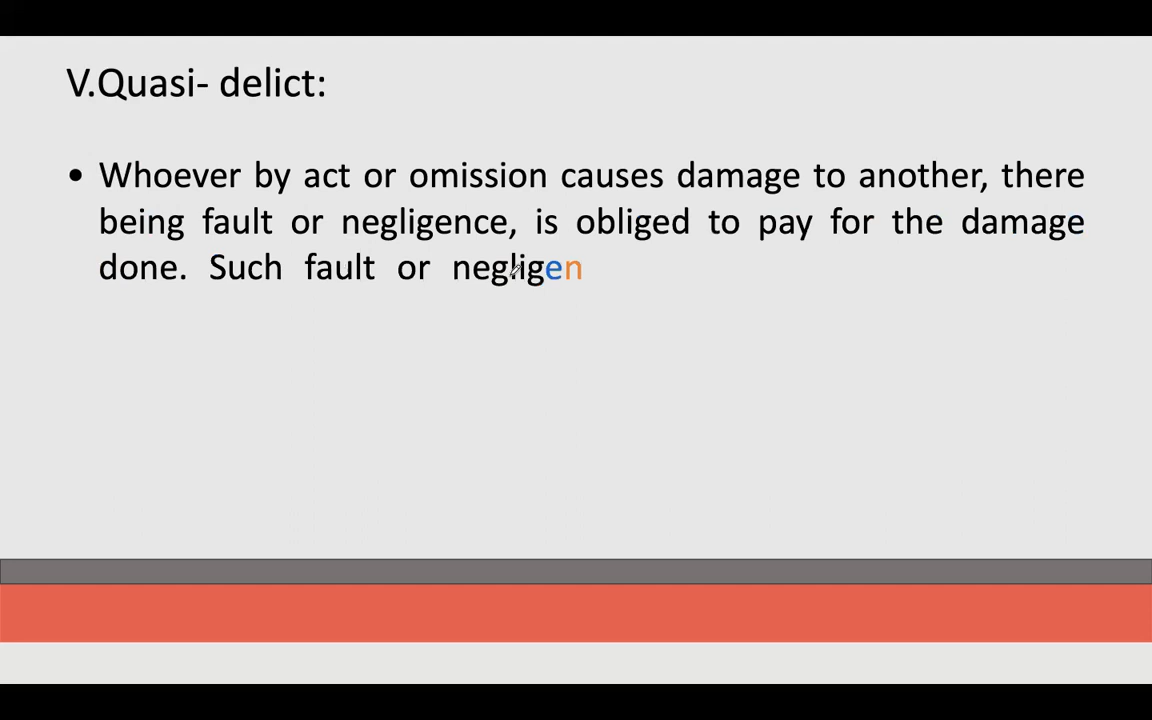 V.Quasi- delict:
• Whoever by act or omission causes damage to another, there
being fault or negligence, is obliged to pay for the damage
done. Such fault or negligen